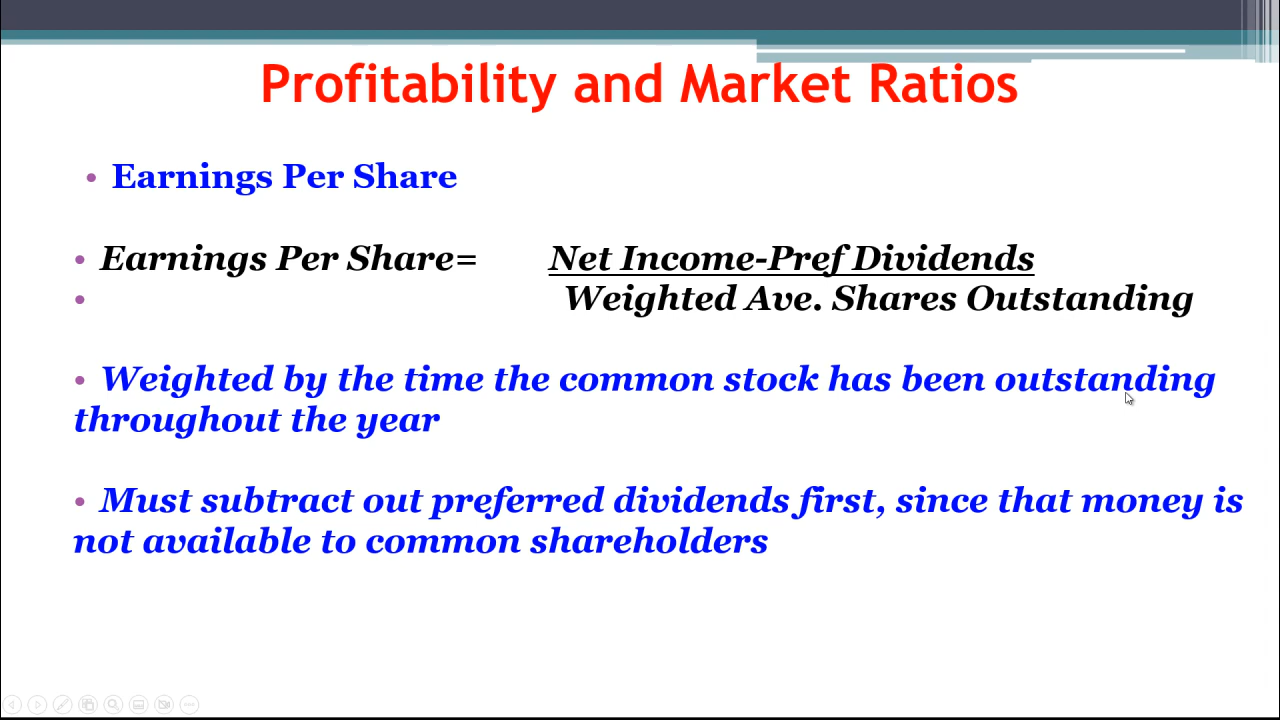 Profitability and Market Ratios
• Earnings Per Share
• Earnings Per Share= Net Income-Pref Dividends
• Weighted Ave. Shares Outstanding
• Weighted by the time the common stock has been outstanding
throughout the year
• Must subtract out preferred dividends first, since that money is
not available to common shareholders